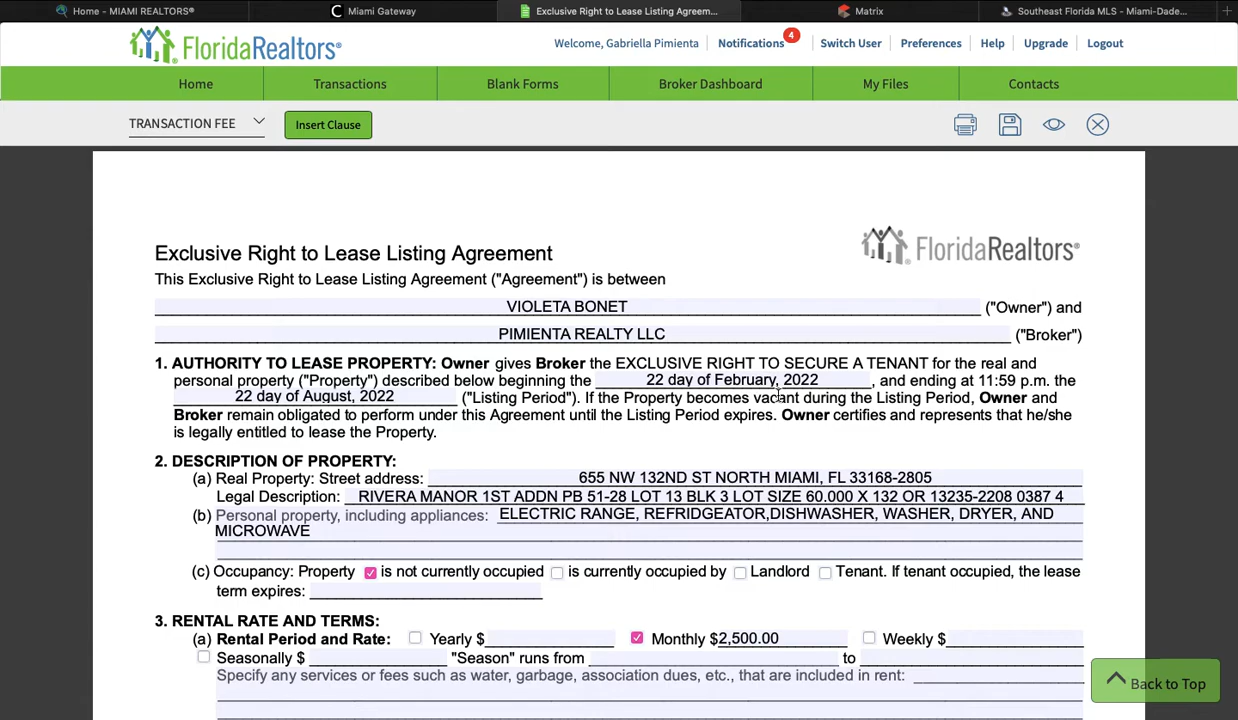 Home - MIAMI REALTORS®
Miami Gateway
Exclusive Right to Lease Listing Agreem...
Matrix
Southeast Florida MLS - Miami-Dade...
FloridaRealtors®
Welcome, Gabriella Pimienta
Notifications 4
Switch User
Preferences
Help
Upgrade
Logout
Home
Transactions
Blank Forms
Broker Dashboard
My Files
Contacts
TRANSACTION FEE
Insert Clause
FloridaRealtors®
Exclusive Right to Lease Listing Agreement
This Exclusive Right to Lease Listing Agreement ("Agreement") is between
VIOLETA BONET ("Owner") and
PIMIENTA REALTY LLC ("Broker")
1. AUTHORITY TO LEASE PROPERTY: Owner gives Broker the EXCLUSIVE RIGHT TO SECURE A TENANT for the real and
personal property ("Property") described below beginning the 22 day of February, 2022, and ending at 11:59 p.m. the
22 day of August, 2022 ("Listing Period"). If the Property becomes vacant during the Listing Period, Owner and
Broker remain obligated to perform under this Agreement until the Listing Period expires. Owner certifies and represents that he/she
is legally entitled to lease the Property.
2. DESCRIPTION OF PROPERTY:
(a) Real Property: Street address: 655 NW 132ND ST NORTH MIAMI, FL 33168-2805
Legal Description: RIVERA MANOR 1ST ADDN PB 51-28 LOT 13 BLK 3 LOT SIZE 60.000 X 132 OR 13235-2208 0387 4
(b) Personal property, including appliances: ELECTRIC RANGE, REFRIDGEATOR,DISHWASHER, WASHER, DRYER, AND
MICROWAVE
(c) Occupancy: Property is not currently occupied is currently occupied by Landlord Tenant. If tenant occupied, the lease
term expires:
3. RENTAL RATE AND TERMS:
(a) Rental Period and Rate: Yearly $ Monthly $2,500.00 Weekly $
Seasonally $ "Season" runs from to
Specify any services or fees such as water, garbage, association dues, etc., that are included in rent:
Back to Top